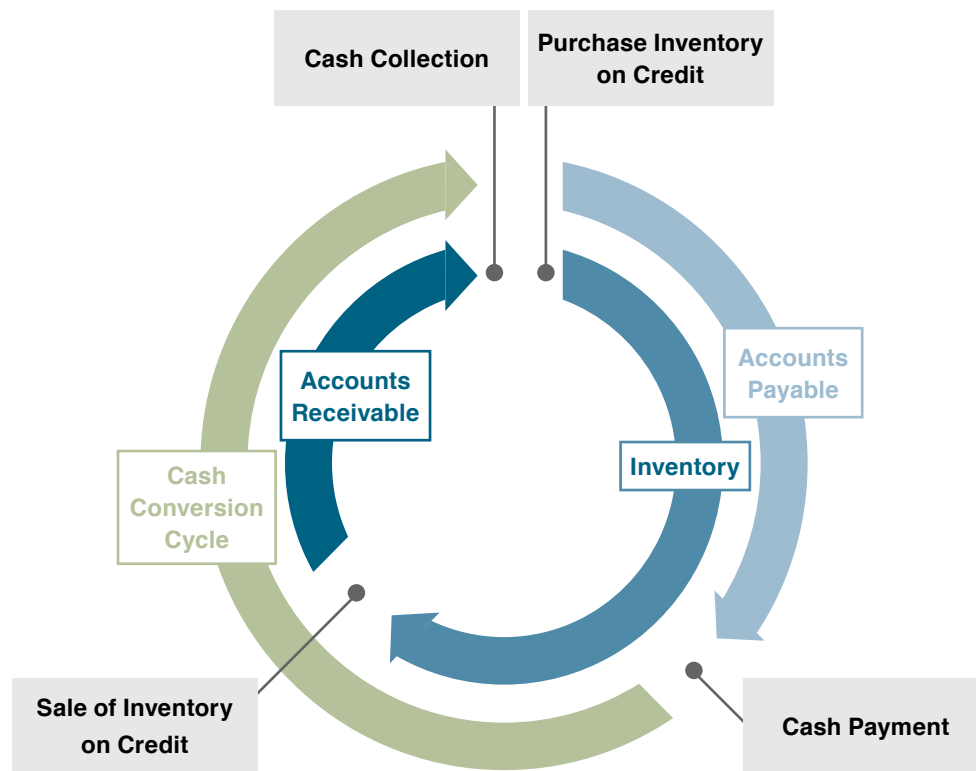 Cash Collection
Purchase Inventory
on Credit
Accounts
Payable
Accounts
Receivable
Inventory
Cash
Conversion
Cycle
Sale of Inventory
on Credit
Cash Payment